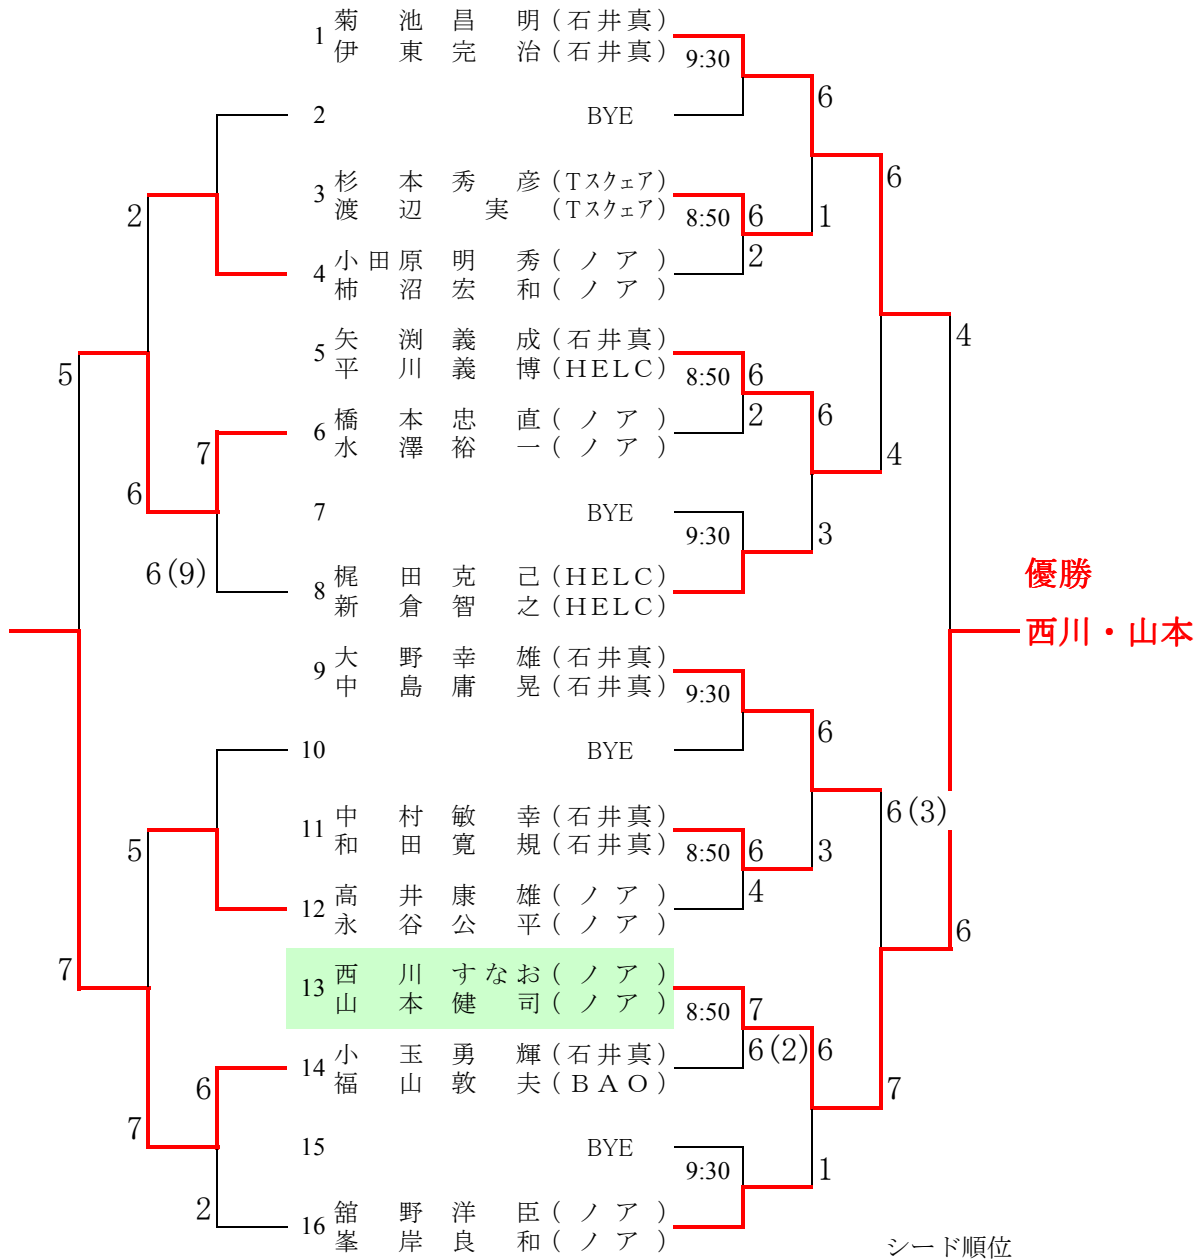 1 菊池昌明(石井真)
伊東完治(石井真)
9:30
6
2 BYE
6
3 杉本秀彦(Tスクェア)
渡辺実(Tスクェア)
2
8:50 6 1
2
4 小田原明秀(ノア)
柿沼宏和(ノア)
4
5 矢渕義成(石井真)
平川義博(HELC)
5
8:50 6
2 6
6 橋本忠直(ノア)
水澤裕一(ノア)
7
4
6
7 BYE
9:30
3
6(9)
8 梶田克己(HELC)
新倉智之(HELC)
優勝
西川・山本
9 大野幸雄(石井真)
中島庸晃(石井真)
9:30
6
10 BYE
6(3)
11 中村敏幸(石井真)
和田寛規(石井真)
5
8:50 6 3
4
12 高井康雄(ノア)
永谷公平(ノア)
6
7
13 西川すなお(ノア)
山本健司(ノア)
8:50 7
6(2) 6
14 小玉勇輝(石井真)
福山敦夫(BAO)
6
7
7
15 BYE
9:30
1
2
16 舘野洋臣(ノア)
峯岸良和(ノア)
シード順位